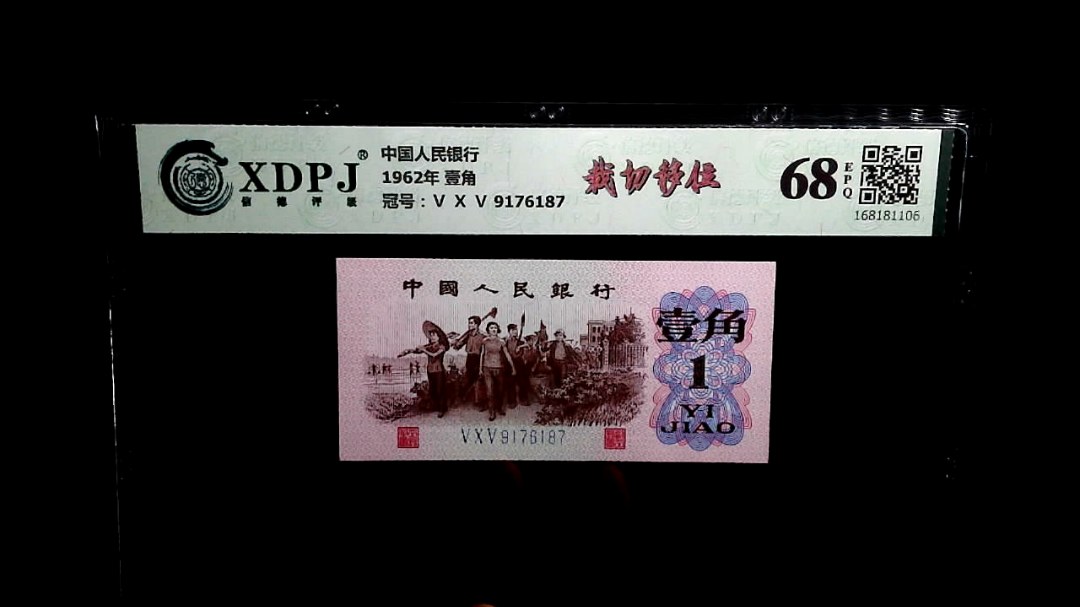 XDPJ®
信德评级
中国人民银行
1962年 壹角
冠号：V X V 9176187
裁切移位
68
EPQ
168181106
中國人民銀行
壹角
1
YI
JIAO
VXV9176187